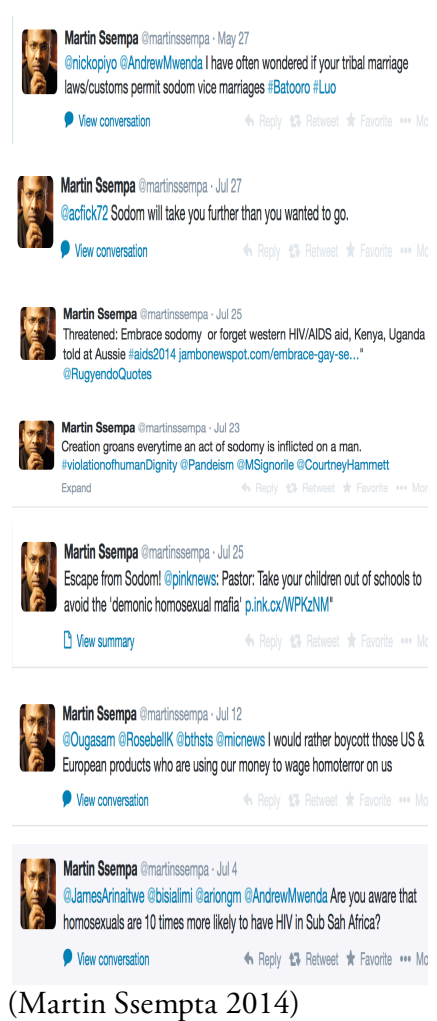 Martin Ssempa @martinssempa · May 27
@nickopiyo @AndrewMwenda I have often wondered if your tribal marriage
laws/customs permit sodom vice marriages #Batooro #Luo
View conversation Reply Retweet Favorite ••• Mo
Martin Ssempa @martinssempa · Jul 27
@acfick72 Sodom will take you further than you wanted to go.
View conversation Reply Retweet Favorite ••• Mo
Martin Ssempa @martinssempa · Jul 25
Threatened: Embrace sodomy or forget western HIV/AIDS aid, Kenya, Uganda
told at Aussie #aids2014 jambonewspot.com/embrace-gay-se..."
@RugyendoQuotes
Martin Ssempa @martinssempa · Jul 23
Creation groans everytime an act of sodomy is inflicted on a man.
#violationofhumanDignity @Pandeism @MSignorile @CourtneyHammett
Expand Reply Retweet Favorite ••• Mor
Martin Ssempa @martinssempa · Jul 25
Escape from Sodom! @pinknews: Pastor: Take your children out of schools to
avoid the 'demonic homosexual mafia' p.ink.cx/WPKzNM"
View summary Reply Retweet Favorite ••• Mo
Martin Ssempa @martinssempa · Jul 12
@Ougasam @RosebellK @bthsts @micnews I would rather boycott those US &
European products who are using our money to wage homoterror on us
View conversation Reply Retweet Favorite ••• Mo
Martin Ssempa @martinssempa · Jul 4
@JamesArinaitwe @bisialimi @ariongm @AndrewMwenda Are you aware that
homosexuals are 10 times more likely to have HIV in Sub Sah Africa?
View conversation Reply Retweet Favorite ••• Mo
(Martin Ssempta 2014)